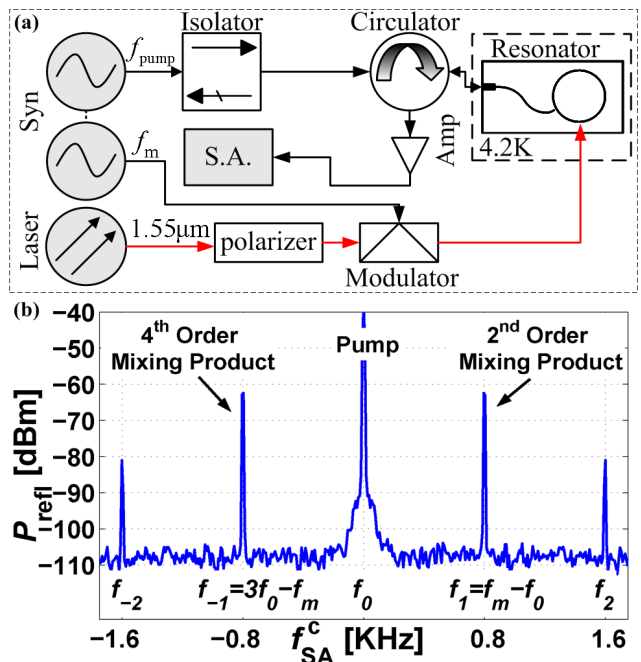 (a)
Isolator
Circulator
f_pump
Resonator
Syn
f_m
S.A.
Amp
4.2K
Laser
1.55μm
polarizer
Modulator
(b)
−40
−50
−60
−70
−80
−90
−100
−110
P_refl [dBm]
4th Order
Mixing Product
Pump
2nd Order
Mixing Product
f_−2
f_−1=3f_0−f_m
f_0
f_1=f_m−f_0
f_2
−1.6
−0.8
f^c_SA [KHz]
0.8
1.6